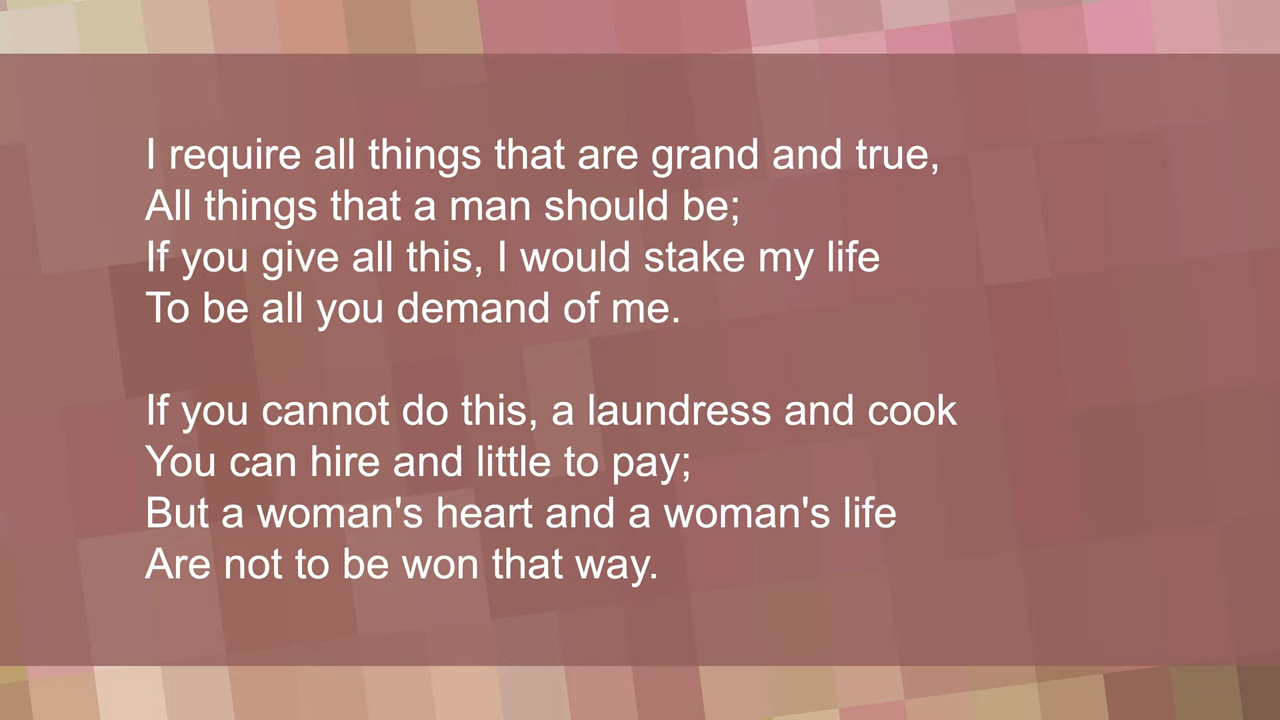 I require all things that are grand and true,
All things that a man should be;
If you give all this, I would stake my life
To be all you demand of me.

If you cannot do this, a laundress and cook
You can hire and little to pay;
But a woman's heart and a woman's life
Are not to be won that way.